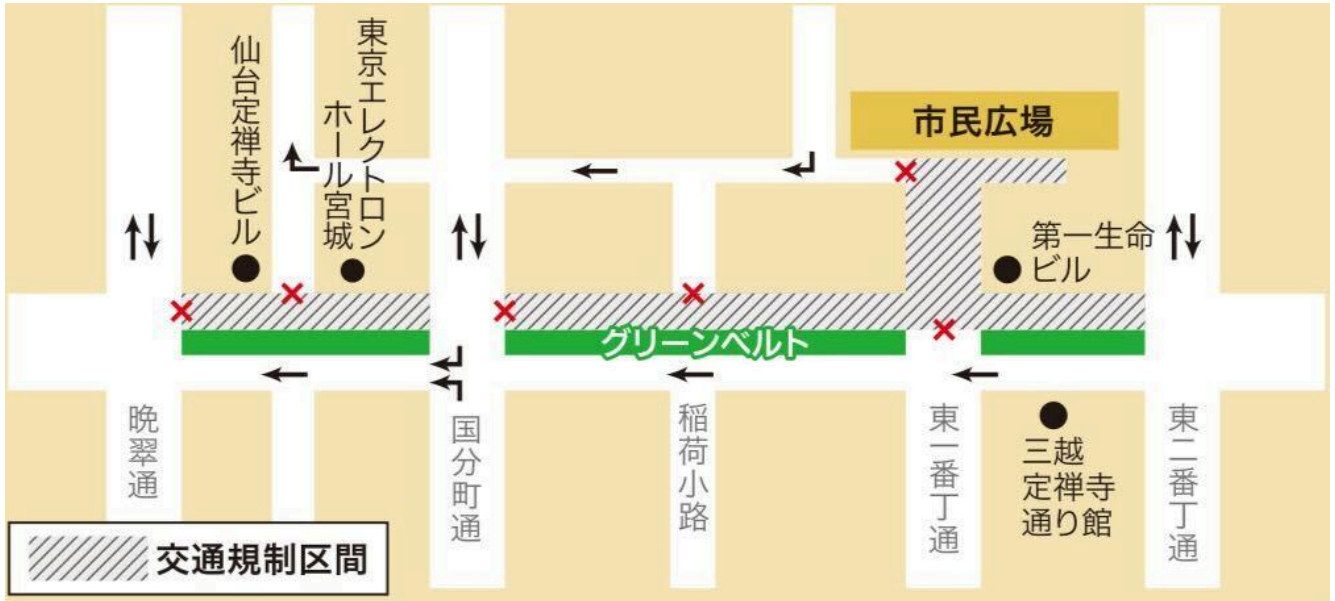 仙台定禅寺ビル
東京エレクトロン
ホール宮城
市民広場
第一生命
ビル
グリーンベルト
晩翠通
国分町通
稲荷小路
東一番丁通
三越
定禅寺
通り館
東二番丁通
交通規制区間